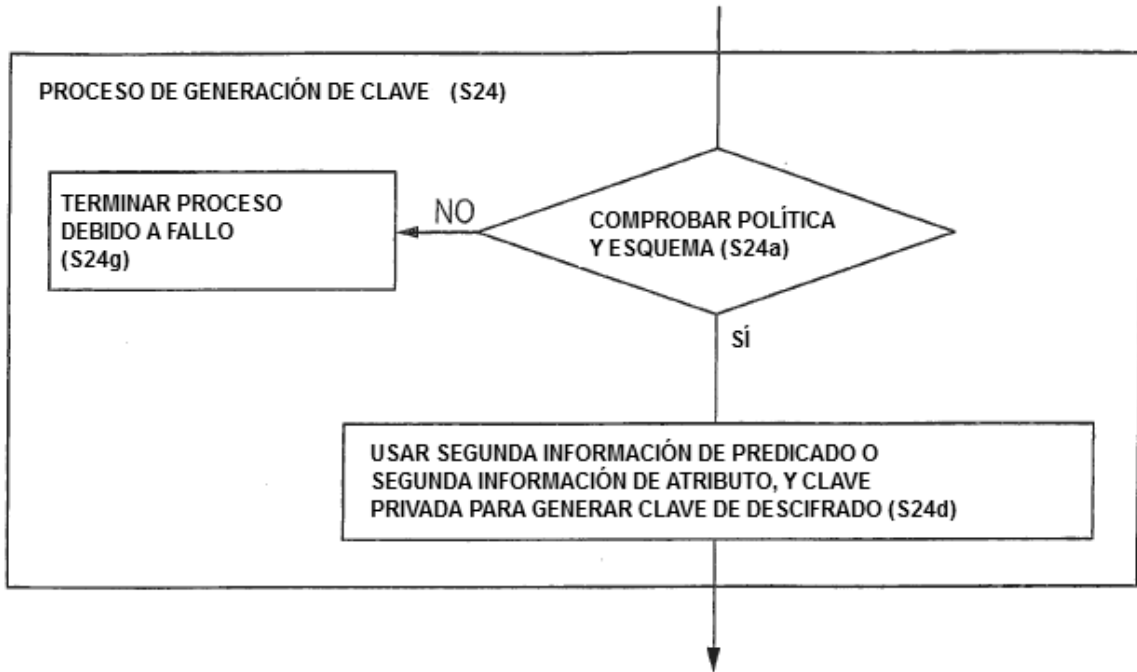 PROCESO DE GENERACIÓN DE CLAVE (S24)
TERMINAR PROCESO
DEBIDO A FALLO
(S24g)
NO
COMPROBAR POLÍTICA
Y ESQUEMA (S24a)
SÍ
USAR SEGUNDA INFORMACIÓN DE PREDICADO O
SEGUNDA INFORMACIÓN DE ATRIBUTO, Y CLAVE
PRIVADA PARA GENERAR CLAVE DE DESCIFRADO (S24d)